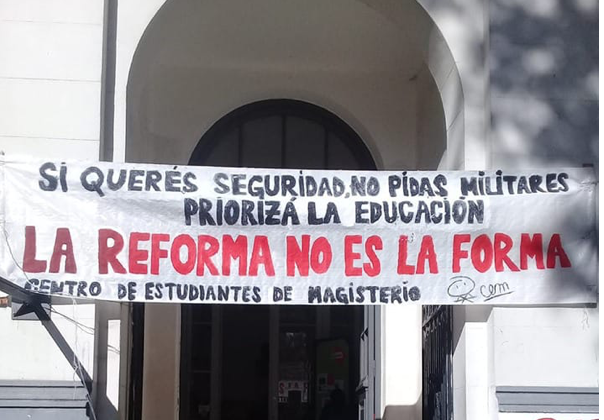 SI QUERÉS SEGURIDAD, NO PIDAS MILITARES
PRIORIZÁ LA EDUCACIÓN
LA REFORMA NO ES LA FORMA
CENTRO DE ESTUDIANTES DE MAGISTERIO cem